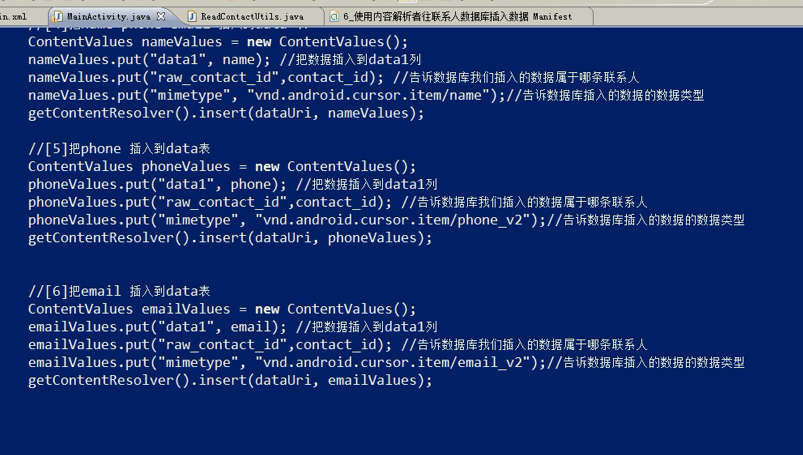 in.xml MainActivity.java ReadContactUtils.java 6_使用内容解析者往联系人数据库插入数据 Manifest
ContentValues nameValues = new ContentValues();
nameValues.put("data1", name); //把数据插入到data1列
nameValues.put("raw_contact_id",contact_id); //告诉数据库我们插入的数据属于哪条联系人
nameValues.put("mimetype", "vnd.android.cursor.item/name");//告诉数据库插入的数据的数据类型
getContentResolver().insert(dataUri, nameValues);
//[5]把phone 插入到data表
ContentValues phoneValues = new ContentValues();
phoneValues.put("data1", phone); //把数据插入到data1列
phoneValues.put("raw_contact_id",contact_id); //告诉数据库我们插入的数据属于哪条联系人
phoneValues.put("mimetype", "vnd.android.cursor.item/phone_v2");//告诉数据库插入的数据的数据类型
getContentResolver().insert(dataUri, phoneValues);
//[6]把email 插入到data表
ContentValues emailValues = new ContentValues();
emailValues.put("data1", email); //把数据插入到data1列
emailValues.put("raw_contact_id",contact_id); //告诉数据库我们插入的数据属于哪条联系人
emailValues.put("mimetype", "vnd.android.cursor.item/email_v2");//告诉数据库插入的数据的数据类型
getContentResolver().insert(dataUri, emailValues);